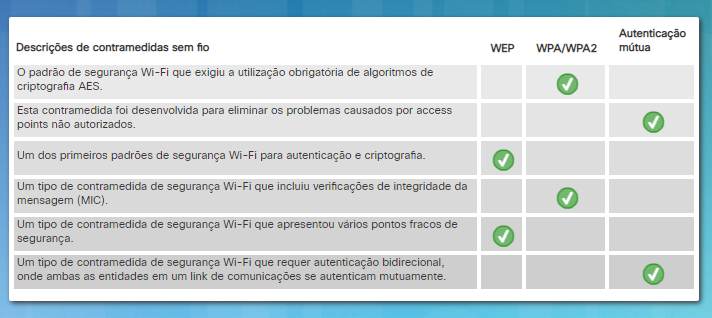 Descrições de contramedidas sem fio
WEP
WPA/WPA2
Autenticação
mútua
O padrão de segurança Wi-Fi que exigiu a utilização obrigatória de algoritmos de
criptografia AES.
Esta contramedida foi desenvolvida para eliminar os problemas causados por access
points não autorizados.
Um dos primeiros padrões de segurança Wi-Fi para autenticação e criptografia.
Um tipo de contramedida de segurança Wi-Fi que incluiu verificações de integridade da
mensagem (MIC).
Um tipo de contramedida de segurança Wi-Fi que apresentou vários pontos fracos de
segurança.
Um tipo de contramedida de segurança Wi-Fi que requer autenticação bidirecional,
onde ambas as entidades em um link de comunicações se autenticam mutuamente.